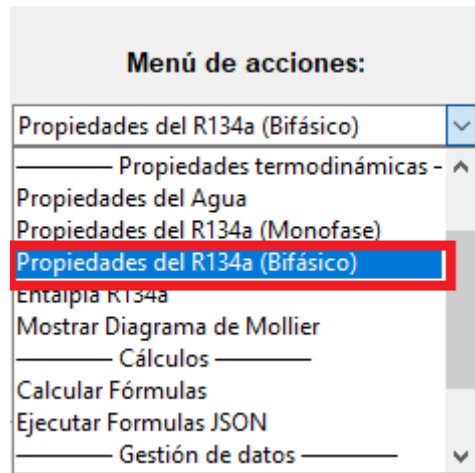 Menú de acciones:
Propiedades del R134a (Bifásico)
———— Propiedades termodinámicas –
Propiedades del Agua
Propiedades del R134a (Monofase)
Propiedades del R134a (Bifásico)
Entalpia R134a
Mostrar Diagrama de Mollier
———— Cálculos ————
Calcular Fórmulas
Ejecutar Formulas JSON
———— Gestión de datos ————